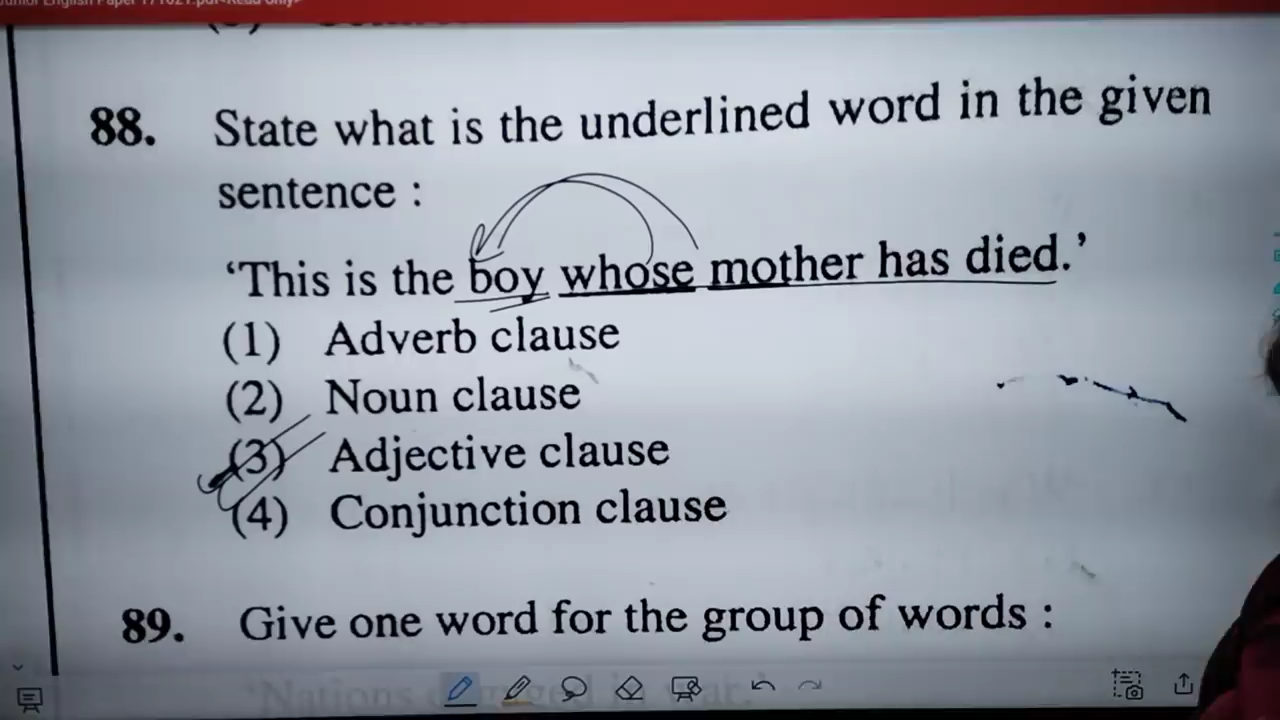 88. State what is the underlined word in the given
sentence :
‘This is the boy whose mother has died.’
(1) Adverb clause
(2) Noun clause
(3) Adjective clause
(4) Conjunction clause
89. Give one word for the group of words :
‘Nations